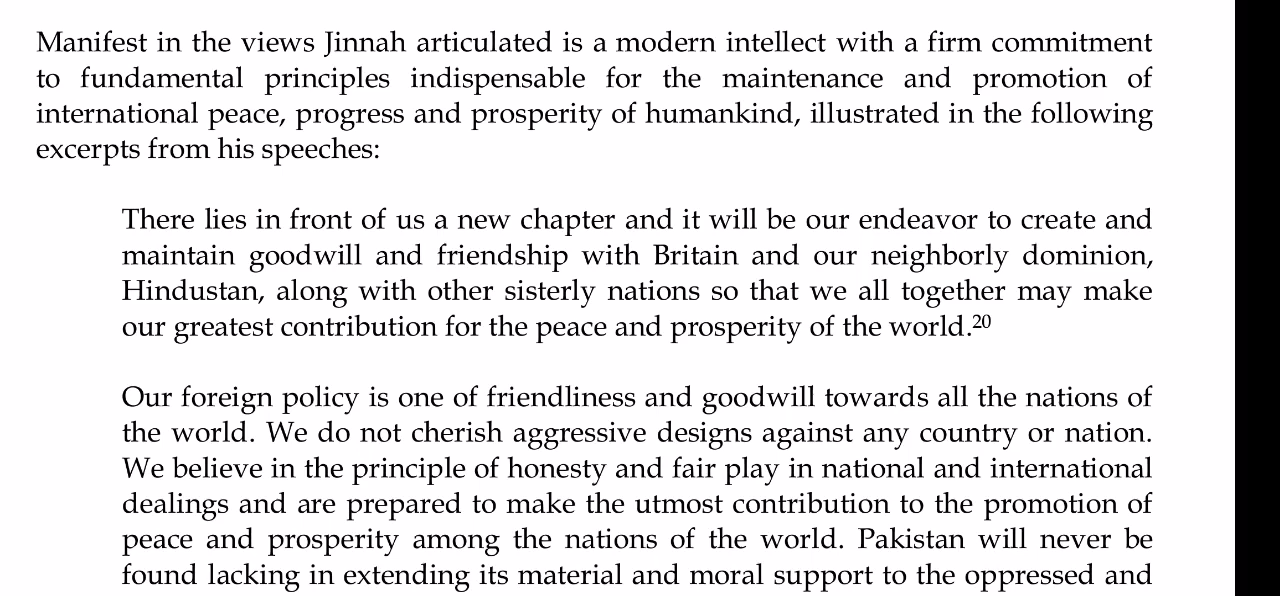 Manifest in the views Jinnah articulated is a modern intellect with a firm commitment
to fundamental principles indispensable for the maintenance and promotion of
international peace, progress and prosperity of humankind, illustrated in the following
excerpts from his speeches:
There lies in front of us a new chapter and it will be our endeavor to create and
maintain goodwill and friendship with Britain and our neighborly dominion,
Hindustan, along with other sisterly nations so that we all together may make
our greatest contribution for the peace and prosperity of the world.20
Our foreign policy is one of friendliness and goodwill towards all the nations of
the world. We do not cherish aggressive designs against any country or nation.
We believe in the principle of honesty and fair play in national and international
dealings and are prepared to make the utmost contribution to the promotion of
peace and prosperity among the nations of the world. Pakistan will never be
found lacking in extending its material and moral support to the oppressed and